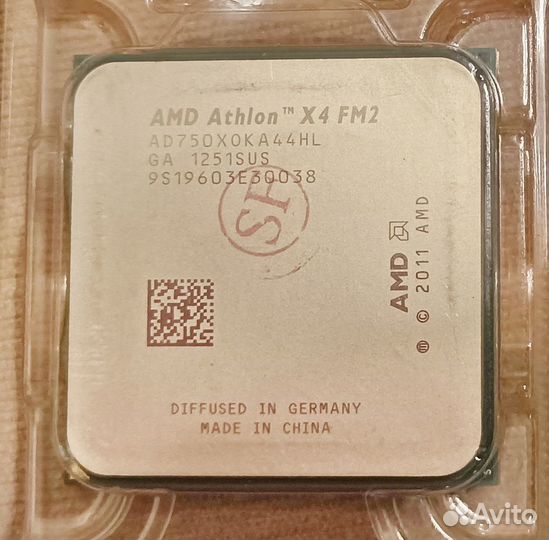 AMD Athlon™ X4 FM2
AD750XOKA44HL
GA 1251SUS
9S19603E30038
SF
AMD
ⓜ © 2011 AMD
DIFFUSED IN GERMANY
MADE IN CHINA
Avito